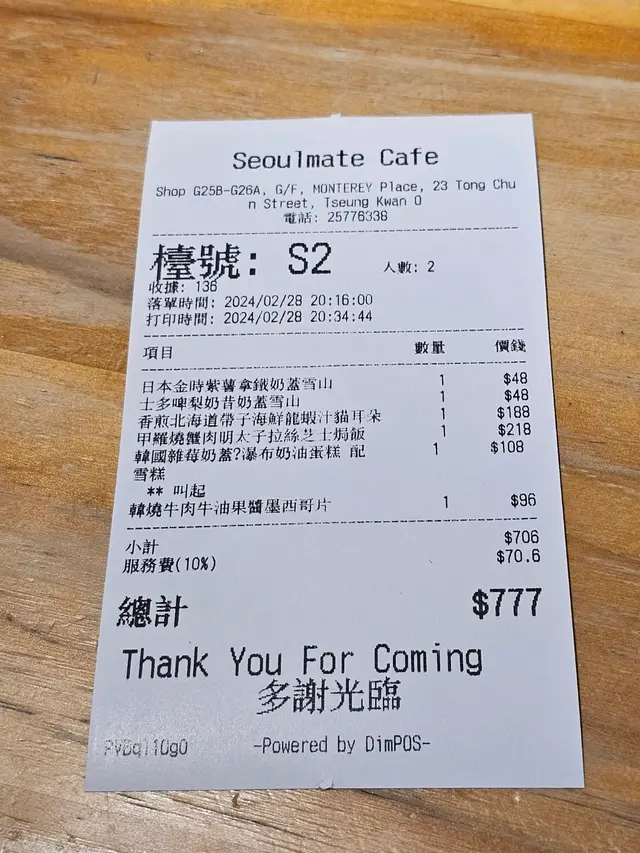 Seoulmate Cafe
Shop G25B-G26A, G/F, MONTEREY Place, 23 Tong Chu
n Street, Tseung Kwan O
電話: 25776338
檯號: S2 人數: 2
收據: 136
落單時間: 2024/02/28 20:16:00
打印時間: 2024/02/28 20:34:44
項目 數量 價錢
日本金時紫薯拿鐵奶蓋雪山 1 $48
士多啤梨奶昔奶蓋雪山 1 $48
香煎北海道帶子海鮮龍蝦汁貓耳朵 1 $188
甲羅燒蟹肉明太子拉絲芝士焗飯 1 $218
韓國雜莓奶蓋?瀑布奶油蛋糕 配 1 $108
雪糕
** 叫起
韓燒牛肉牛油果醬墨西哥片 1 $96
小計 $706
服務費(10%) $70.6
總計 $777
Thank You For Coming
多謝光臨
-Powered by DimPOS-